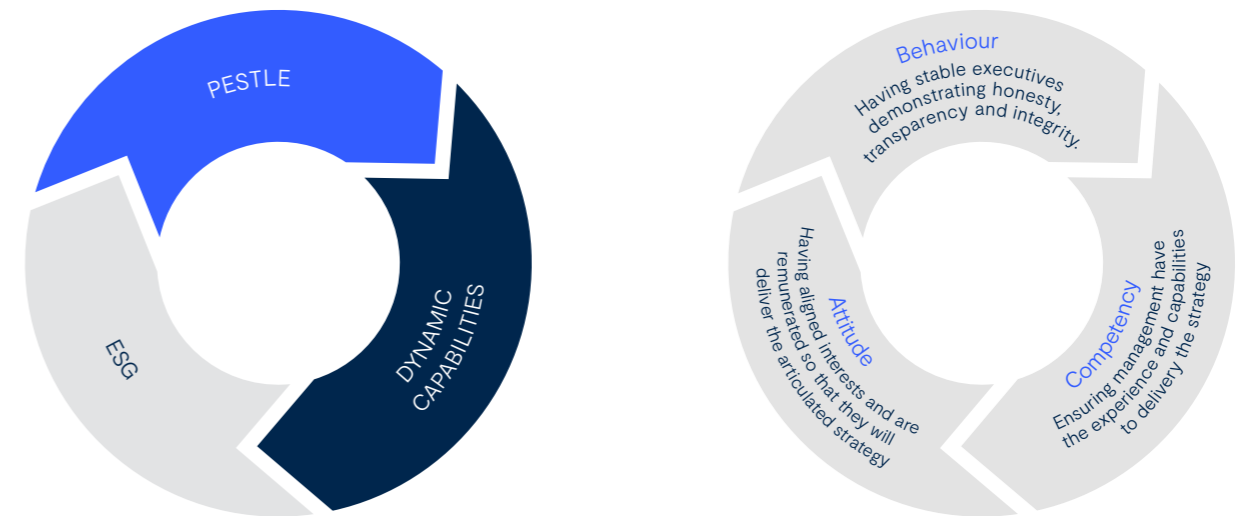 PESTLE
DYNAMIC
CAPABILITIES
ESG
Behaviour
Having stable executives
demonstrating honesty,
transparency and integrity.
Competency
Ensuring management have
the experience and capabilities
to delivery the strategy
Attitude
Having aligned interests and are
remunerated so that they will
deliver the articulated strategy